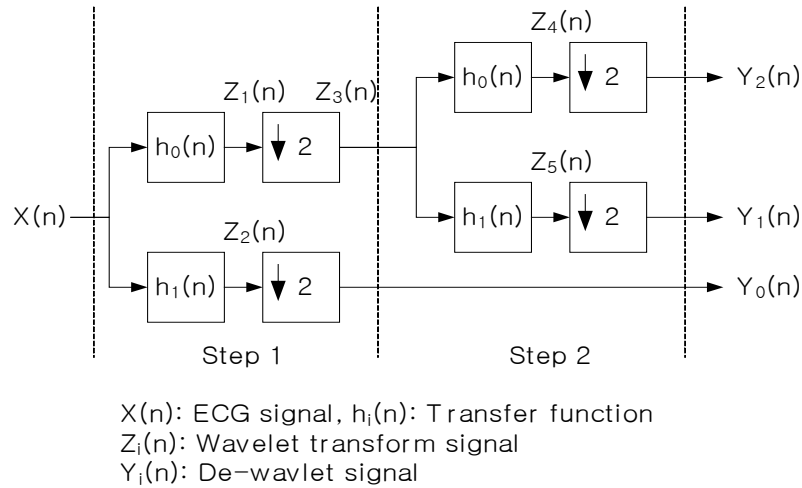 Z₄(n)
h₀(n) ↓ 2 Y₂(n)
Z₁(n) Z₃(n)
h₀(n) ↓ 2
Z₅(n)
X(n) h₁(n) ↓ 2 Y₁(n)
Z₂(n)
h₁(n) ↓ 2 Y₀(n)
Step 1 Step 2
X(n): ECG signal, hᵢ(n): Transfer function
Zᵢ(n): Wavelet transform signal
Yᵢ(n): De-wavlet signal